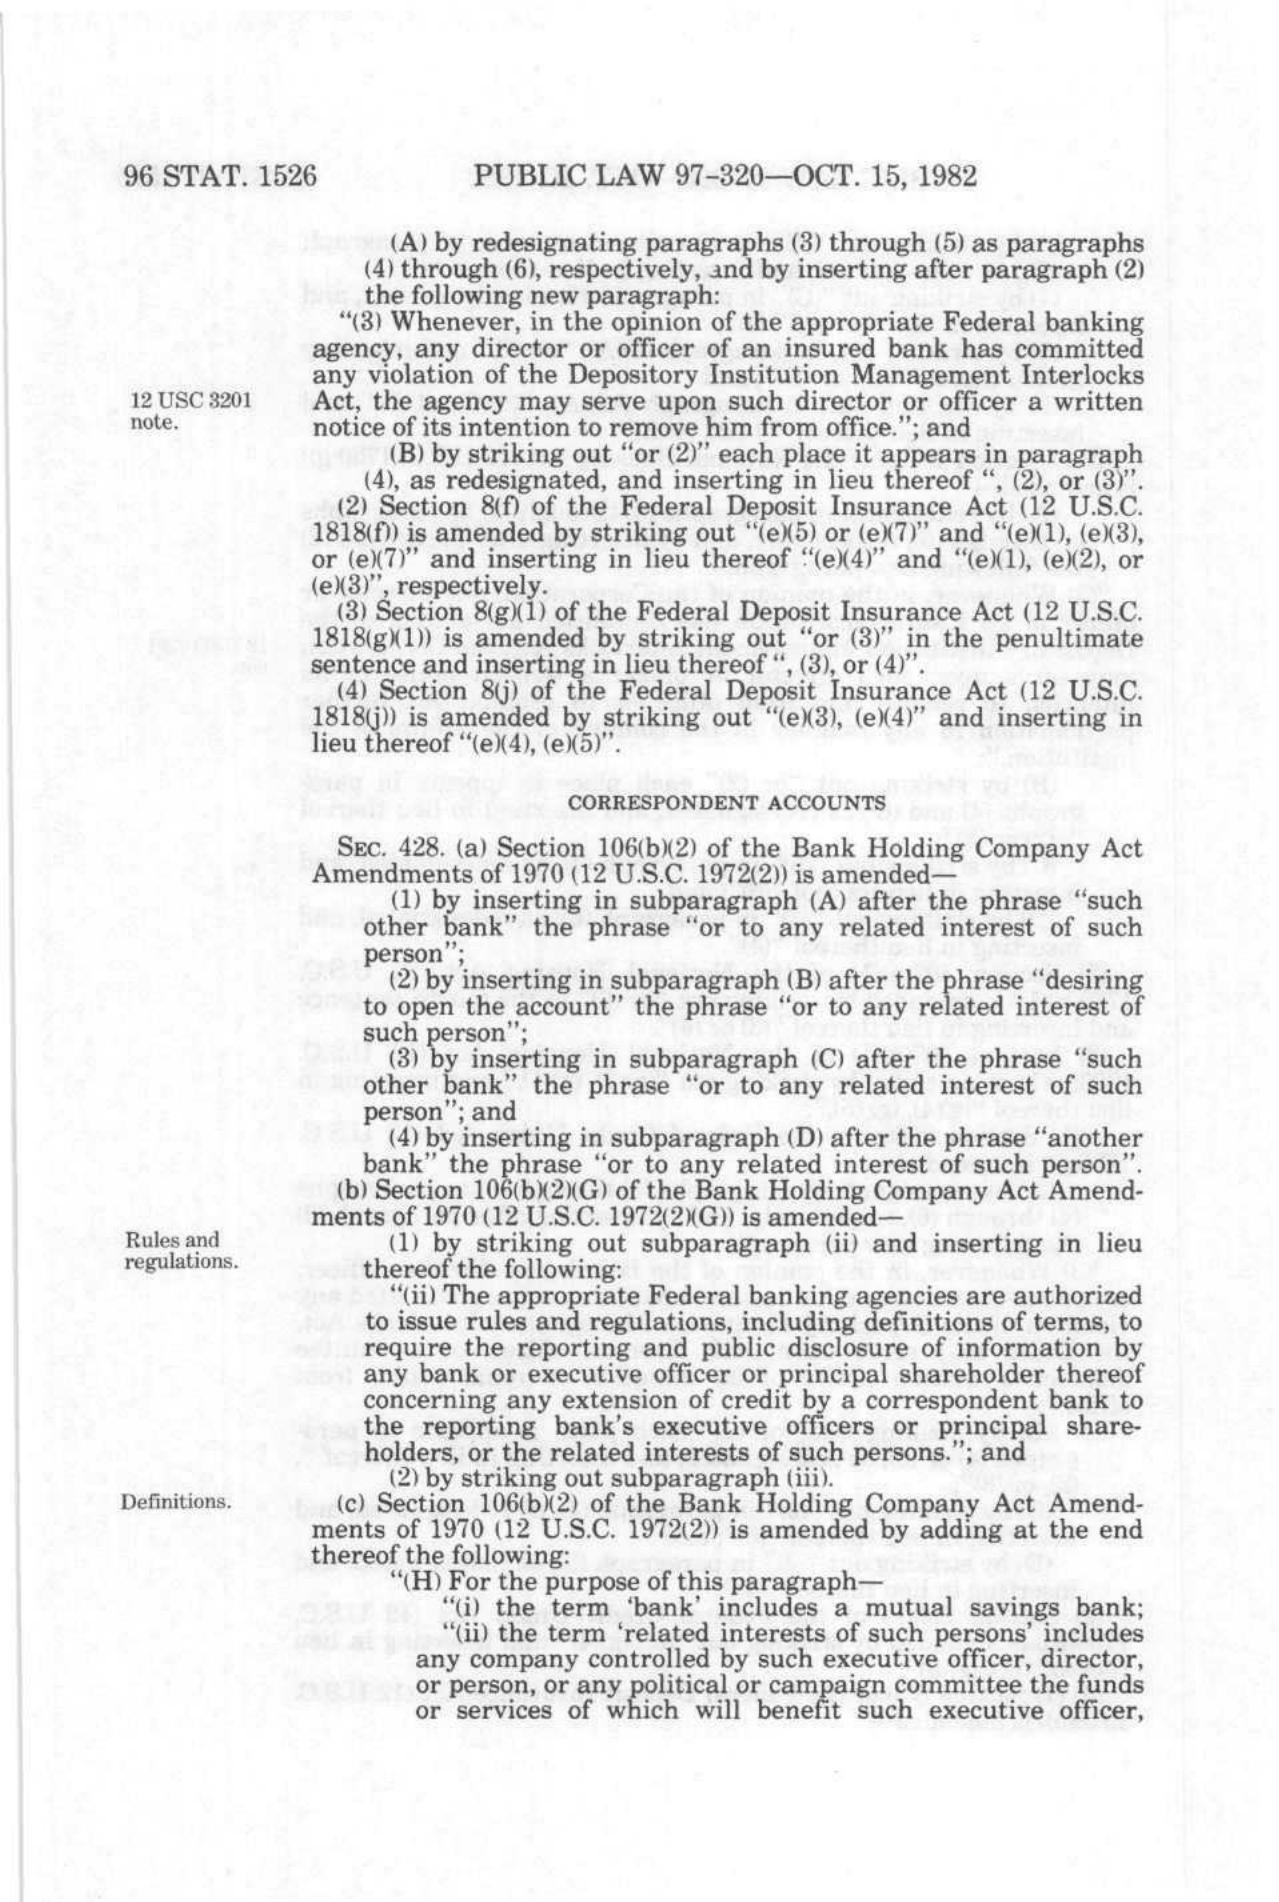 96 STAT. 1526
PUBLIC LAW 97-320—OCT. 15, 1982
(A) by redesignating paragraphs (3) through (5) as paragraphs
(4) through (6), respectively, and by inserting after paragraph (2)
the following new paragraph:
“(3) Whenever, in the opinion of the appropriate Federal banking
agency, any director or officer of an insured bank has committed
any violation of the Depository Institution Management Interlocks
12 USC 3201
note.
Act, the agency may serve upon such director or officer a written
notice of its intention to remove him from office.”; and
(B) by striking out “or (2)” each place it appears in paragraph
(4), as redesignated, and inserting in lieu thereof “, (2), or (3)”.
(2) Section 8(f) of the Federal Deposit Insurance Act (12 U.S.C.
1818(f)) is amended by striking out “(e)(5) or (e)(7)” and “(e)(1), (e)(3),
or (e)(7)” and inserting in lieu thereof “(e)(4)” and “(e)(1), (e)(2), or
(e)(3)”, respectively.
(3) Section 8(g)(1) of the Federal Deposit Insurance Act (12 U.S.C.
1818(g)(1)) is amended by striking out “or (3)” in the penultimate
sentence and inserting in lieu thereof “, (3), or (4)”.
(4) Section 8(j) of the Federal Deposit Insurance Act (12 U.S.C.
1818(j)) is amended by striking out “(e)(3), (e)(4)” and inserting in
lieu thereof “(e)(4), (e)(5)”.
CORRESPONDENT ACCOUNTS
SEC. 428. (a) Section 106(b)(2) of the Bank Holding Company Act
Amendments of 1970 (12 U.S.C. 1972(2)) is amended—
(1) by inserting in subparagraph (A) after the phrase “such
other bank” the phrase “or to any related interest of such
person”;
(2) by inserting in subparagraph (B) after the phrase “desiring
to open the account” the phrase “or to any related interest of
such person”;
(3) by inserting in subparagraph (C) after the phrase “such
other bank” the phrase “or to any related interest of such
person”; and
(4) by inserting in subparagraph (D) after the phrase “another
bank” the phrase “or to any related interest of such person”.
(b) Section 106(b)(2)(G) of the Bank Holding Company Act Amend-
ments of 1970 (12 U.S.C. 1972(2)(G)) is amended—
Rules and
regulations.
(1) by striking out subparagraph (ii) and inserting in lieu
thereof the following:
“(ii) The appropriate Federal banking agencies are authorized
to issue rules and regulations, including definitions of terms, to
require the reporting and public disclosure of information by
any bank or executive officer or principal shareholder thereof
concerning any extension of credit by a correspondent bank to
the reporting bank’s executive officers or principal share-
holders, or the related interests of such persons.”; and
(2) by striking out subparagraph (iii).
Definitions.
(c) Section 106(b)(2) of the Bank Holding Company Act Amend-
ments of 1970 (12 U.S.C. 1972(2)) is amended by adding at the end
thereof the following:
“(H) For the purpose of this paragraph—
“(i) the term ‘bank’ includes a mutual savings bank;
“(ii) the term ‘related interests of such persons’ includes
any company controlled by such executive officer, director,
or person, or any political or campaign committee the funds
or services of which will benefit such executive officer,